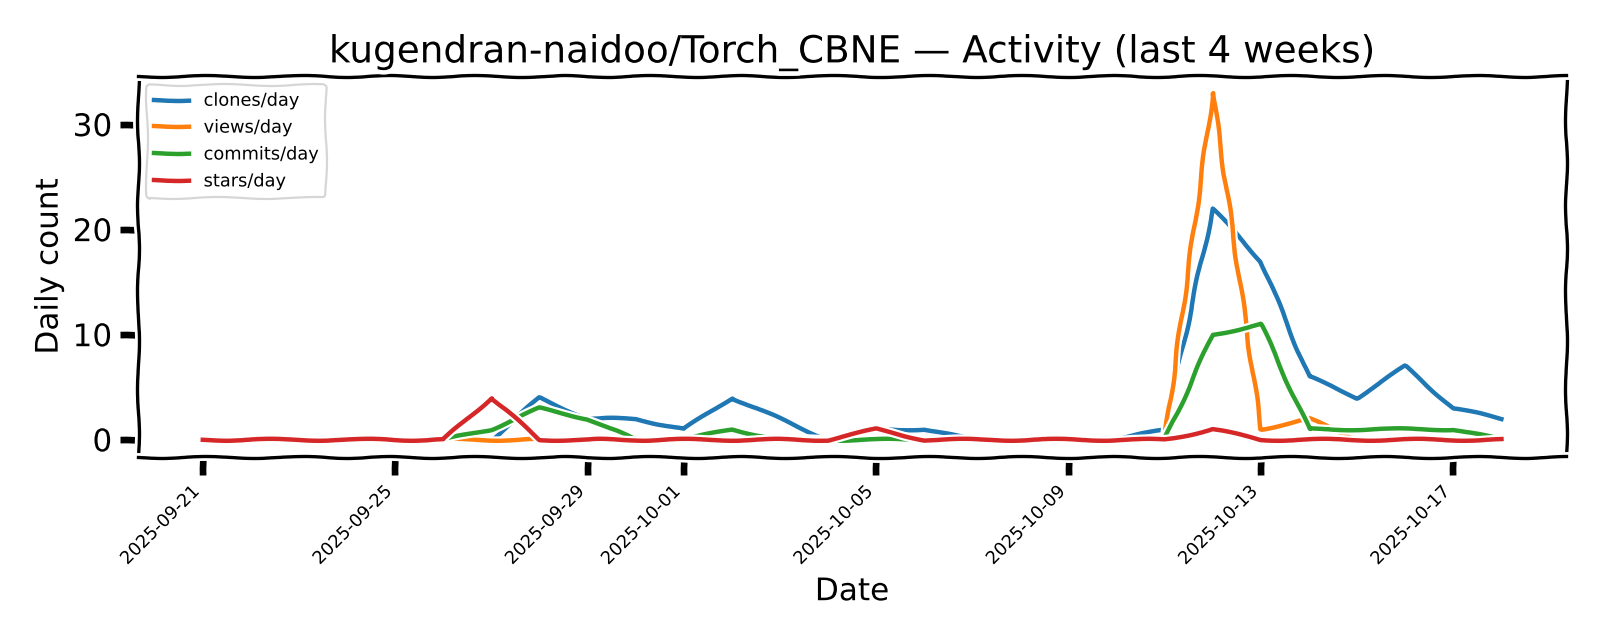 kugendran-naidoo/Torch_CBNE — Activity (last 4 weeks)
clones/day
views/day
commits/day
stars/day
Daily count
30
20
10
0
2025-09-21
2025-09-25
2025-09-29
2025-10-01
2025-10-05
2025-10-09
2025-10-13
2025-10-17
Date